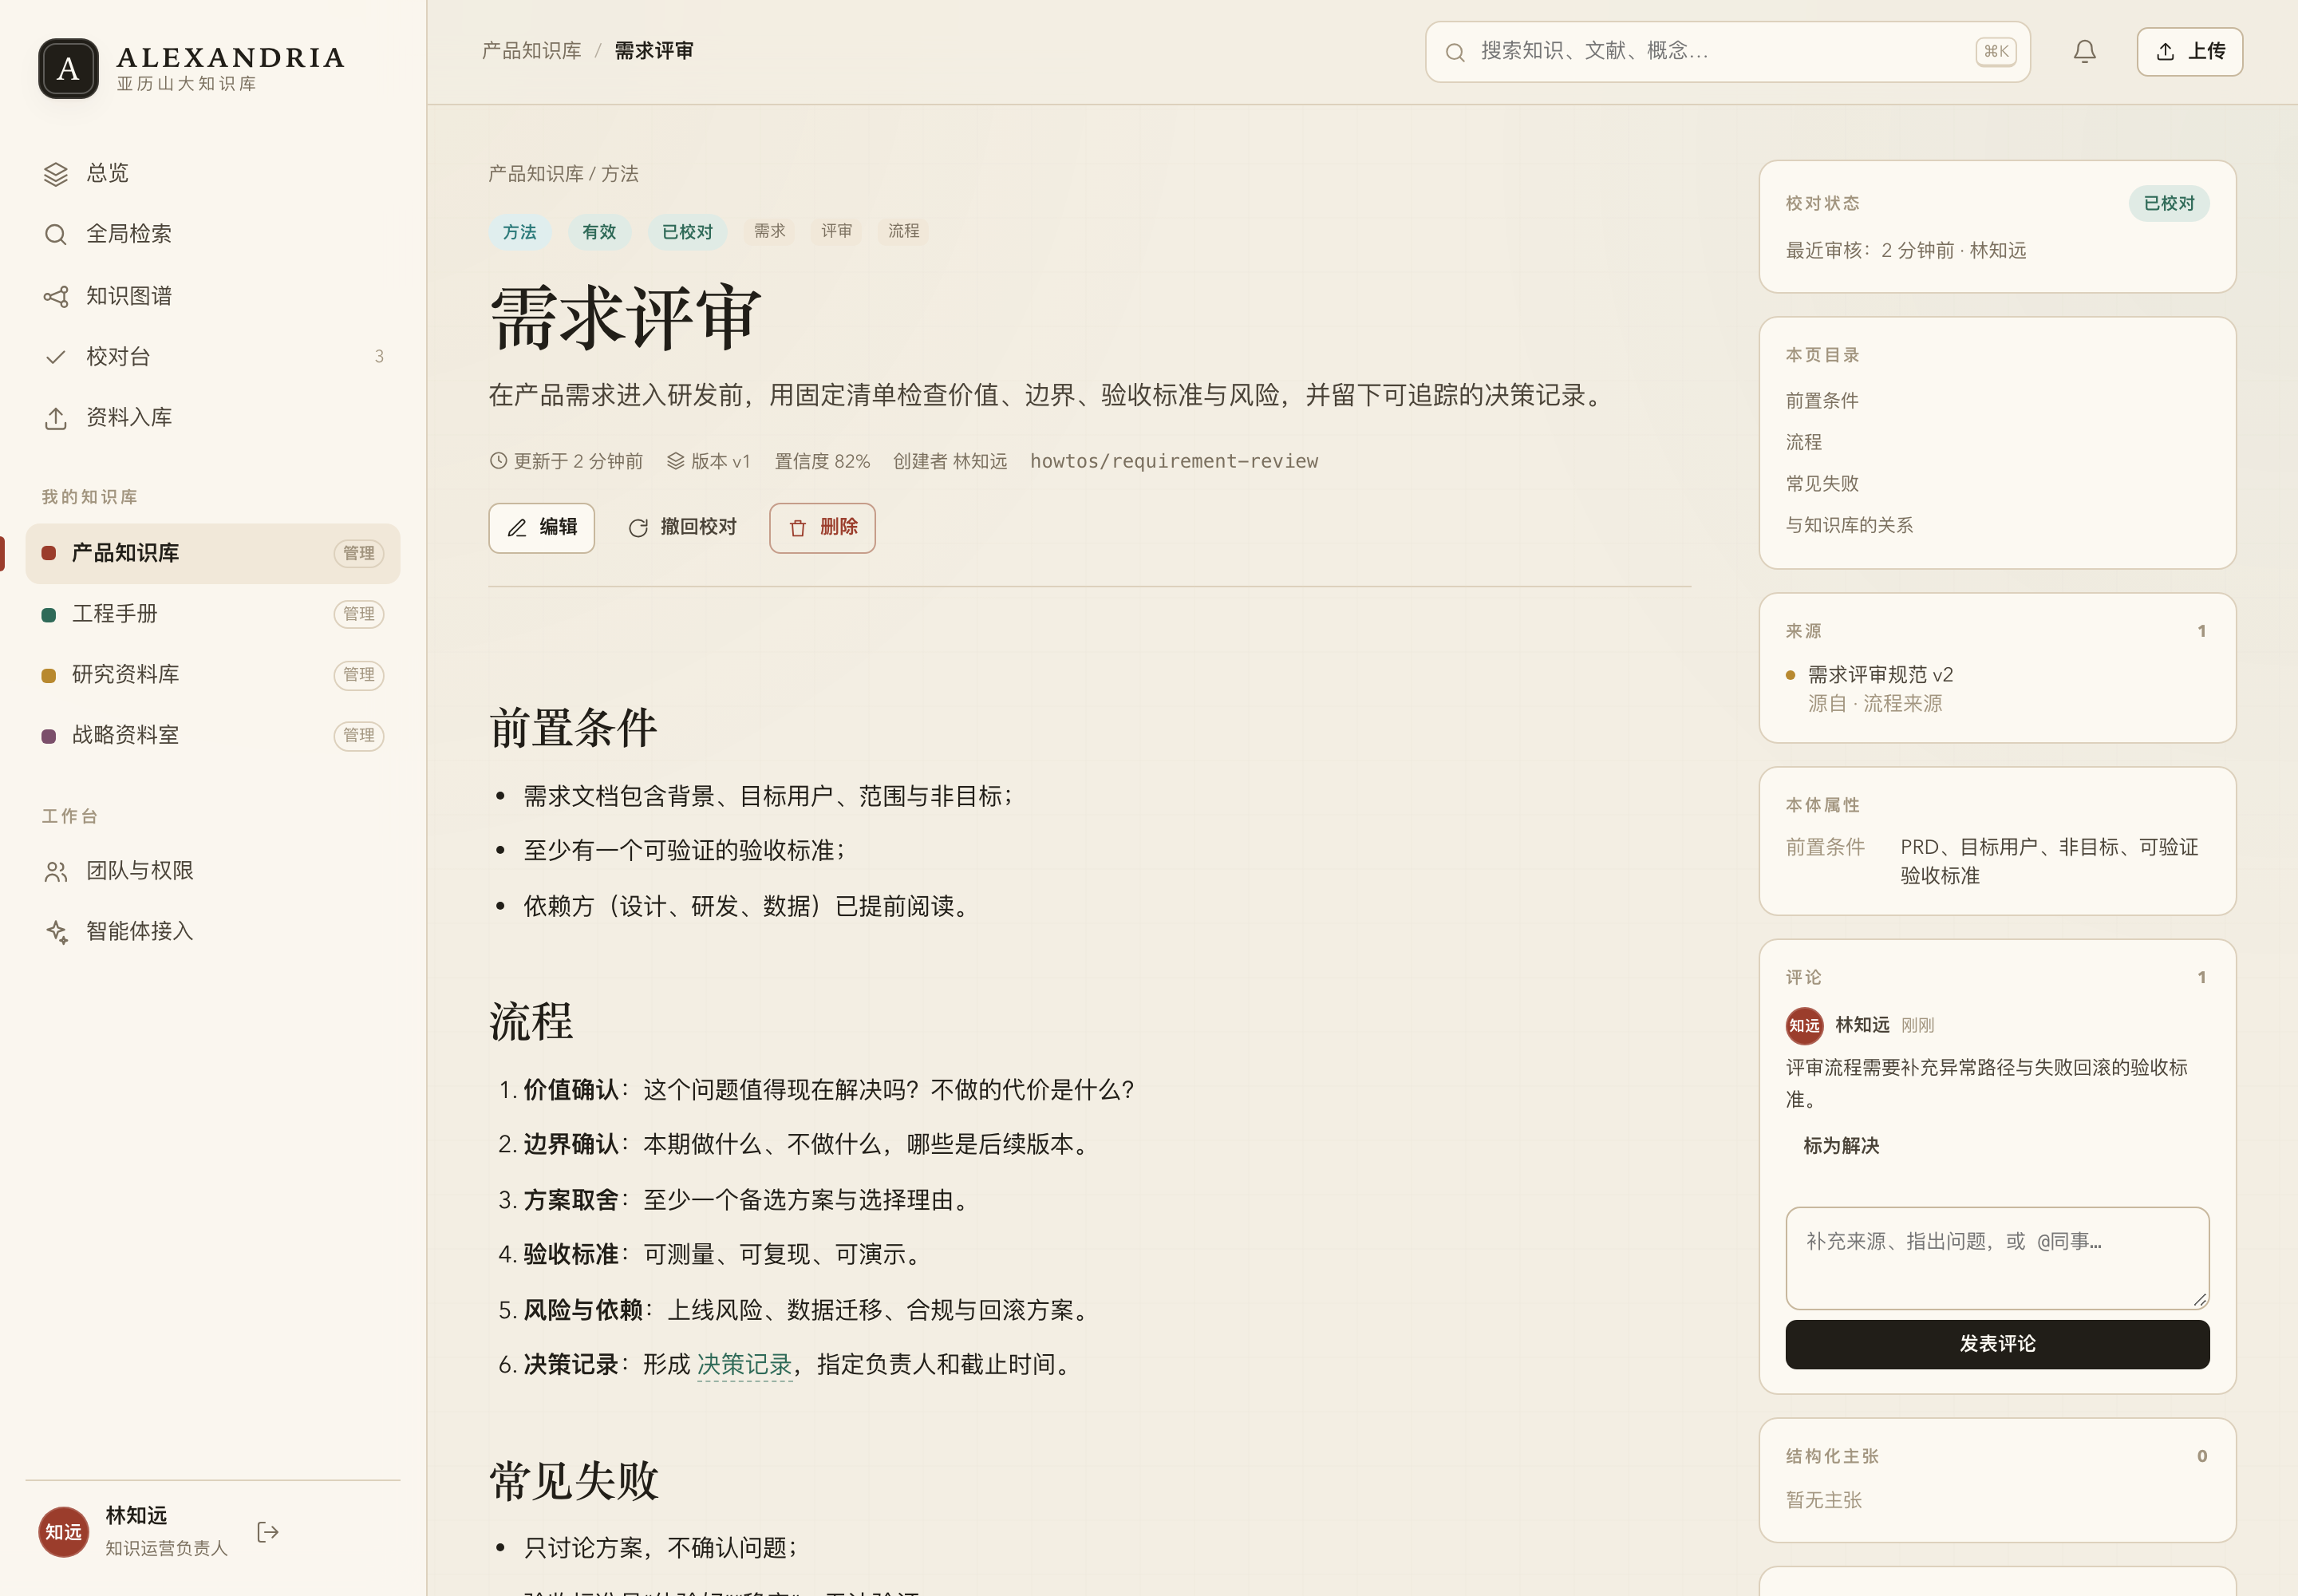 A
ALEXANDRIA
亚历山大知识库
总览
全局检索
知识图谱
校对台 3
资料入库
我的知识库
产品知识库 管理
工程手册 管理
研究资料库 管理
战略资料室 管理
工作台
团队与权限
智能体接入
知远
林知远
知识运营负责人
产品知识库 / 需求评审
搜索知识、文献、概念... ⌘K
上传
产品知识库 / 方法
方法 有效 已校对 需求 评审 流程
需求评审
在产品需求进入研发前，用固定清单检查价值、边界、验收标准与风险，并留下可追踪的决策记录。
更新于 2 分钟前 版本 v1 置信度 82% 创建者 林知远 howtos/requirement-review
编辑 撤回校对 删除
前置条件
• 需求文档包含背景、目标用户、范围与非目标；
• 至少有一个可验证的验收标准；
• 依赖方（设计、研发、数据）已提前阅读。
流程
1. 价值确认：这个问题值得现在解决吗？不做的代价是什么？
2. 边界确认：本期做什么、不做什么，哪些是后续版本。
3. 方案取舍：至少一个备选方案与选择理由。
4. 验收标准：可测量、可复现、可演示。
5. 风险与依赖：上线风险、数据迁移、合规与回滚方案。
6. 决策记录：形成 决策记录，指定负责人和截止时间。
常见失败
• 只讨论方案，不确认问题；
校对状态 已校对
最近审核：2 分钟前 · 林知远
本页目录
前置条件
流程
常见失败
与知识库的关系
来源 1
需求评审规范 v2
源自 · 流程来源
本体属性
前置条件 PRD、目标用户、非目标、可验证
验收标准
评论 1
知远 林知远 刚刚
评审流程需要补充异常路径与失败回滚的验收标
准。
标为解决
补充来源、指出问题，或 @同事…
发表评论
结构化主张 0
暂无主张